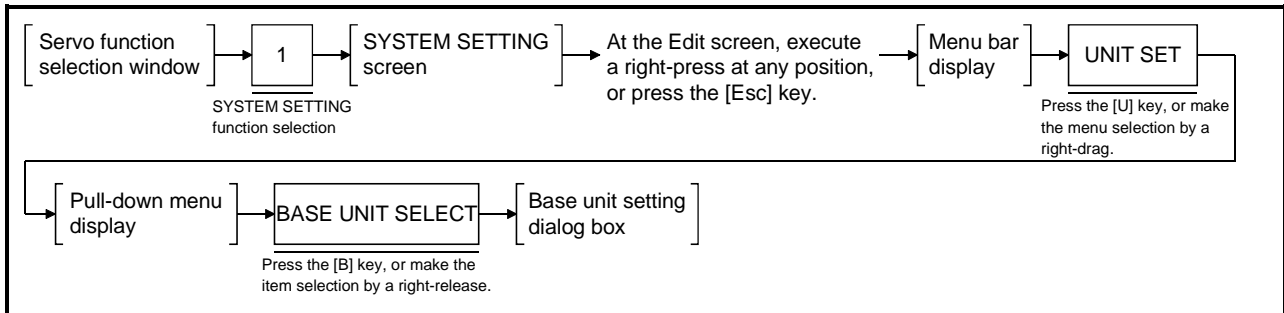 Servo function
selection window
1
SYSTEM SETTING
function selection
SYSTEM SETTING
screen
At the Edit screen, execute
a right-press at any position,
or press the [Esc] key.
Menu bar
display
UNIT SET
Press the [U] key, or make
the menu selection by a
right-drag.
Pull-down menu
display
BASE UNIT SELECT
Press the [B] key, or make the
item selection by a right-release.
Base unit setting
dialog box